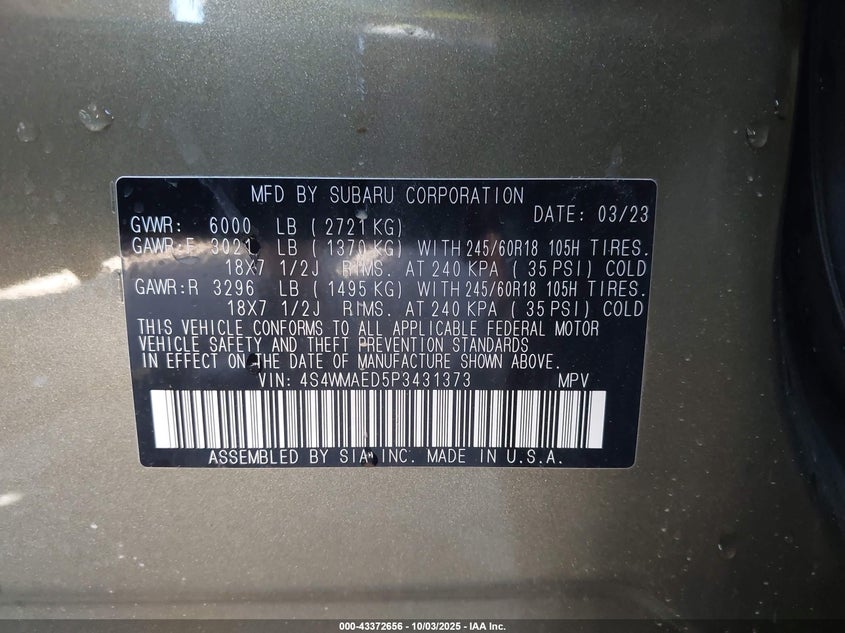 MFD BY SUBARU CORPORATION
DATE: 03/23
GVWR: 6000 LB ( 2721 KG)
GAWR:F 3021 LB ( 1370 KG) WITH 245/60R18 105H TIRES.
18X7 1/2J RIMS. AT 240 KPA ( 35 PSI) COLD
GAWR:R 3296 LB ( 1495 KG) WITH 245/60R18 105H TIRES.
18X7 1/2J RIMS. AT 240 KPA ( 35 PSI) COLD
THIS VEHICLE CONFORMS TO ALL APPLICABLE FEDERAL MOTOR
VEHICLE SAFETY AND THEFT PREVENTION STANDARDS
IN EFFECT ON THE DATE OF MANUFACTURE SHOWN ABOVE.
VIN: 4S4WMAED5P3431373 MPV
ASSEMBLED BY SIA INC. MADE IN U.S.A.
000-43372656 - 10/03/2025 - IAA Inc.